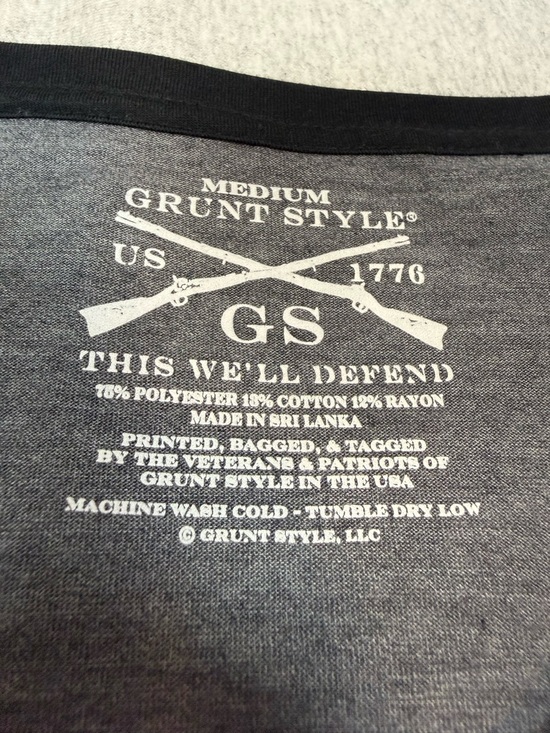 MEDIUM
GRUNT STYLE®
US 1776
GS
THIS WE'LL DEFEND
75% POLYESTER 13% COTTON 12% RAYON
MADE IN SRI LANKA
PRINTED, BAGGED, & TAGGED
BY THE VETERANS & PATRIOTS OF
GRUNT STYLE IN THE USA
MACHINE WASH COLD - TUMBLE DRY LOW
© GRUNT STYLE, LLC